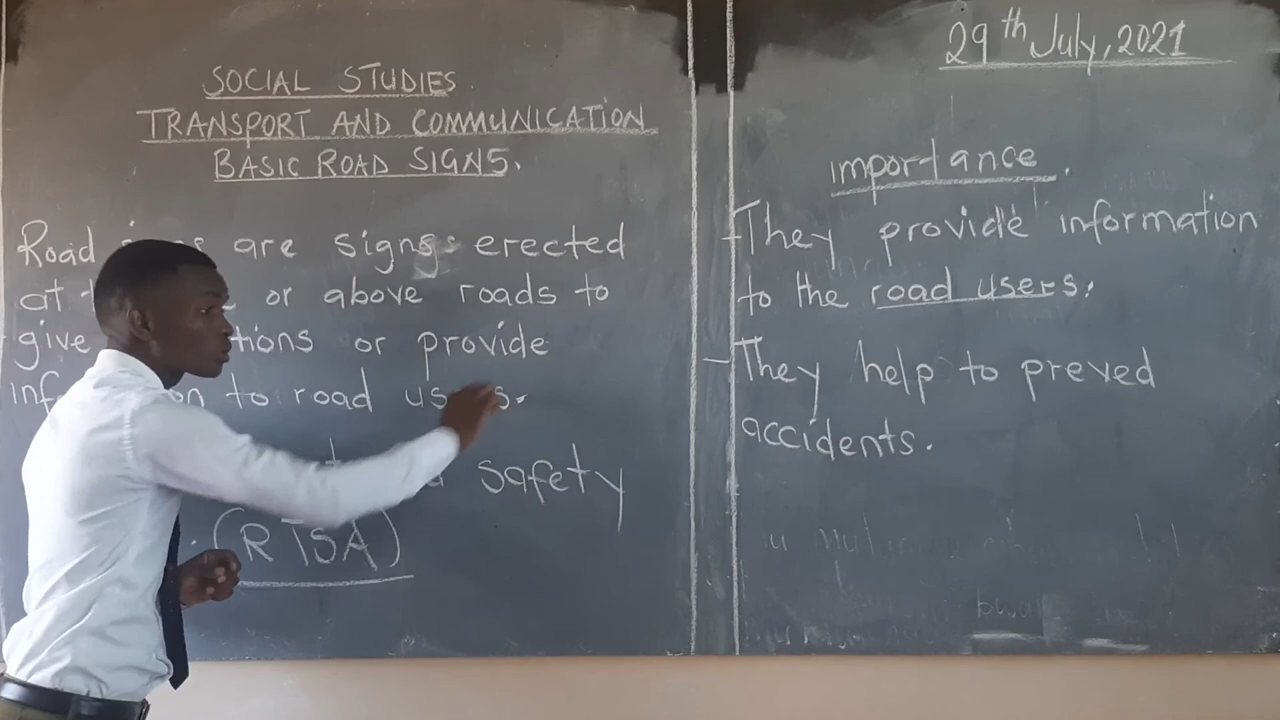 SOCIAL STUDIES
TRANSPORT AND COMMUNICATION
BASIC ROAD SIGNS.
Road are signs erected
at or above roads to
give or provide
to road
safety
(RTSA)
29th July, 2021
importance.
-They provide information
to the road users.
-They help to preved
accidents.